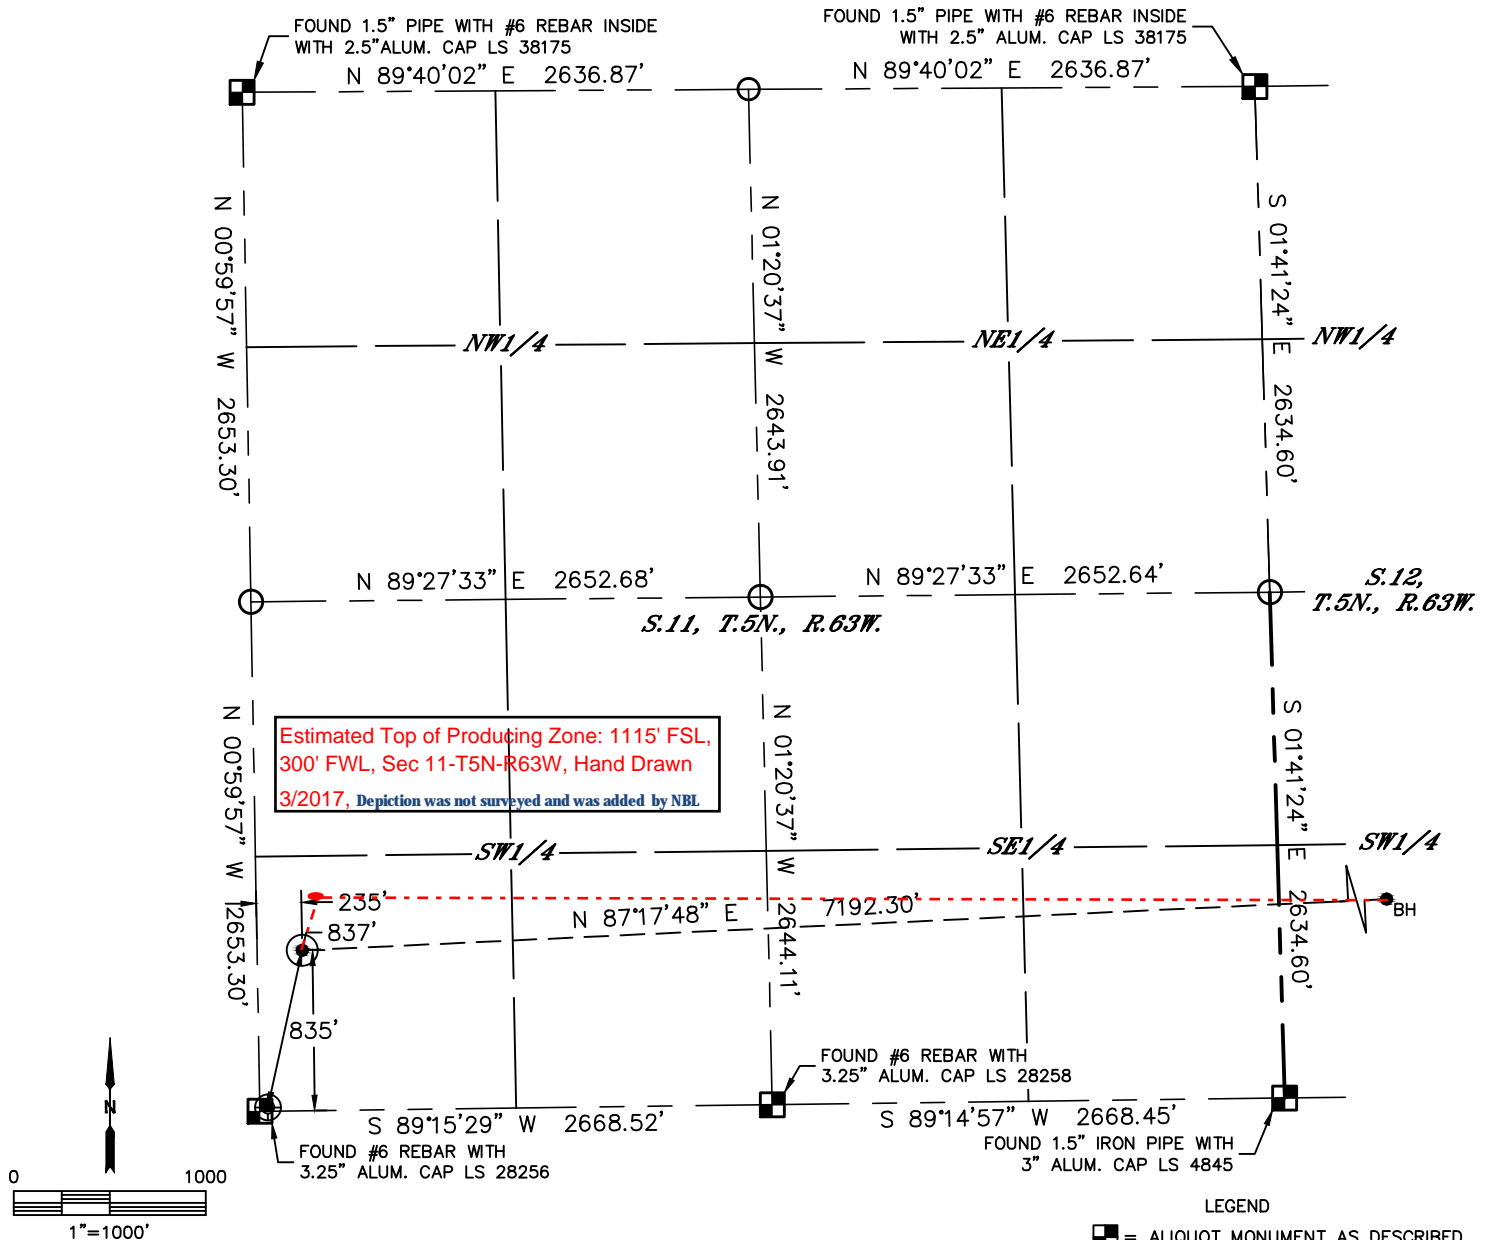 FOUND 1.5" PIPE WITH #6 REBAR INSIDE
WITH 2.5"ALUM. CAP LS 38175
FOUND 1.5" PIPE WITH #6 REBAR INSIDE
WITH 2.5" ALUM. CAP LS 38175
N 89°40'02" E 2636.87'
N 89°40'02" E 2636.87'
N 00°59'57" W 2653.30'
N 01°20'37" W 2643.91'
S 01°41'24" E 2634.60'
NW1/4
NE1/4
NW1/4
N 89°27'33" E 2652.68'
N 89°27'33" E 2652.64'
S.11, T.5N., R.63W.
S.12,
T.5N., R.63W.
N 00°59'57" W 2653.30'
N 01°20'37" W 2644.11'
S 01°41'24" E 2634.60'
Estimated Top of Producing Zone: 1115' FSL,
300' FWL, Sec 11-T5N-R63W, Hand Drawn
3/2017, Depiction was not surveyed and was added by NBL
SW1/4
SE1/4
SW1/4
235'
837'
N 87°17'48" E 7192.30'
BH
835'
FOUND #6 REBAR WITH
3.25" ALUM. CAP LS 28258
S 89°15'29" W 2668.52'
S 89°14'57" W 2668.45'
FOUND #6 REBAR WITH
3.25" ALUM. CAP LS 28256
FOUND 1.5" IRON PIPE WITH
3" ALUM. CAP LS 4845
N
0 1000
1"=1000'
LEGEND
= ALIQUOT MONUMENT AS DESCRIBED